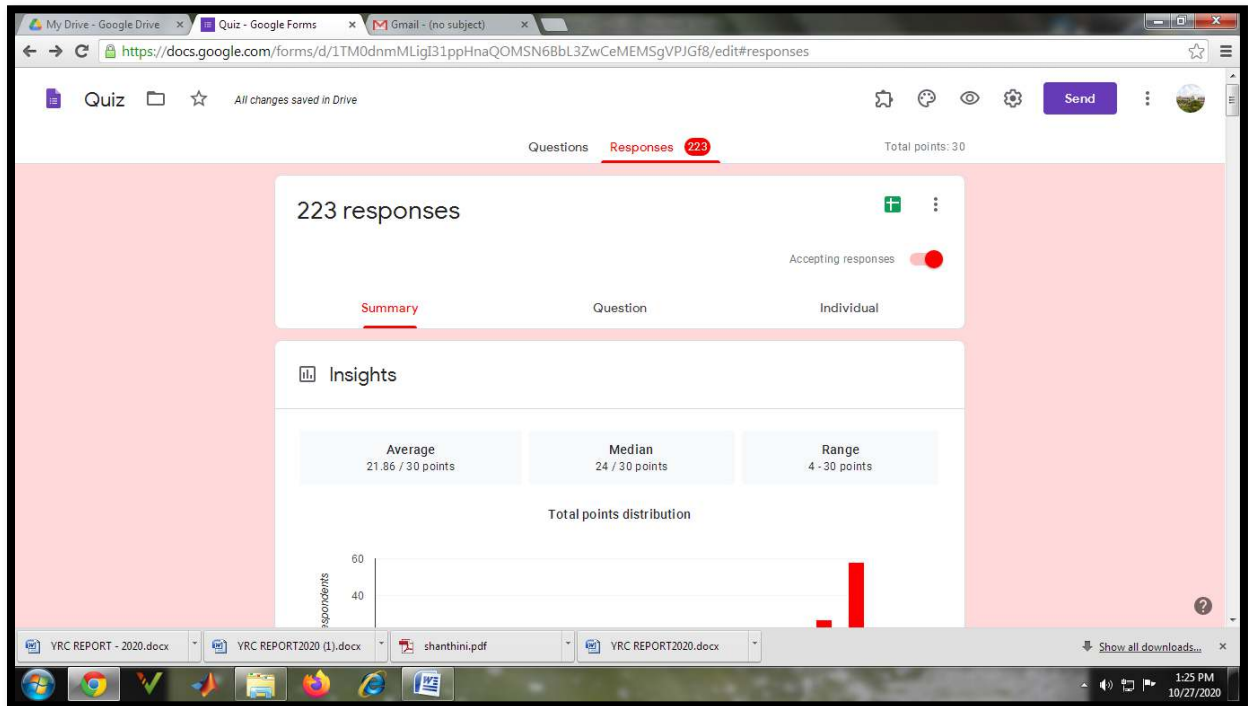 My Drive - Google Drive
Quiz - Google Forms
Gmail - (no subject)
https://docs.google.com/forms/d/1TM0dnmMLigI31ppHnaQOMSN6BbL3ZwCeMEMSgVPJGf8/edit#responses
Quiz
All changes saved in Drive
Send
Questions Responses 223
Total points: 30
223 responses
Accepting responses
Summary Question Individual
Insights
Average Median Range
21.86 / 30 points 24 / 30 points 4 - 30 points
Total points distribution
60
40
YRC REPORT - 2020.docx YRC REPORT2020 (1).docx shanthini.pdf YRC REPORT2020.docx Show all downloads...
1:25 PM
10/27/2020